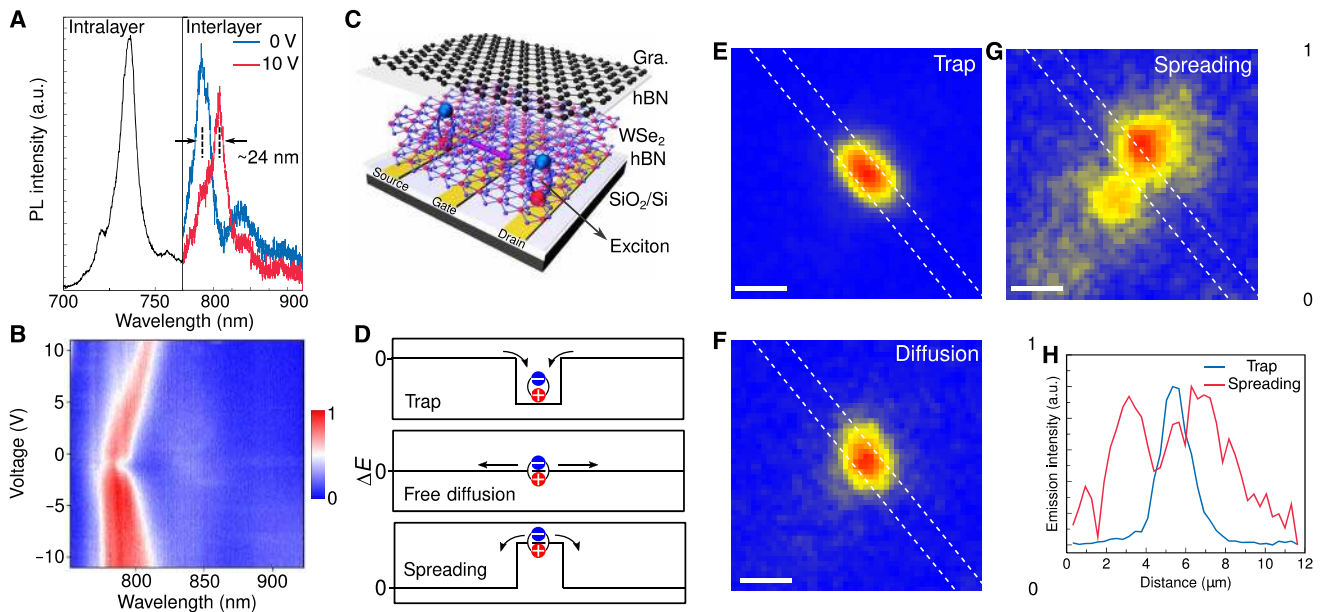 A
Intralayer
Interlayer
0 V
10 V
~24 nm
PL intensity (a.u.)
700
750
800
900
Wavelength (nm)
B
10
5
0
−5
−10
Voltage (V)
1
0
800
850
900
Wavelength (nm)
C
Gra.
hBN
WSe2
hBN
SiO2/Si
Source
Gate
Drain
Exciton
D
0
Trap
0
Free diffusion
ΔE
Spreading
0
E
Trap
F
Diffusion
G
Spreading
1
0
H
1
0
Trap
Spreading
Emission intensity (a.u.)
0
2
4
6
8
10
12
Distance (μm)